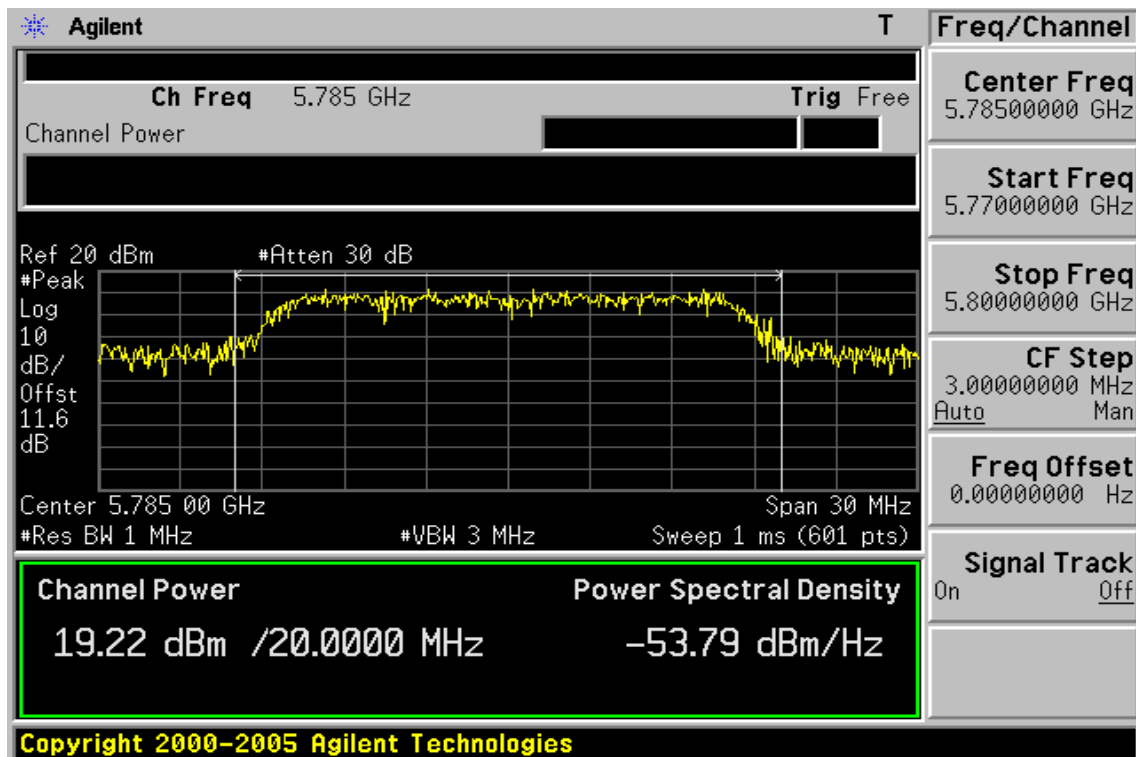 Agilent T Freq/Channel
Ch Freq 5.785 GHz Trig Free
Channel Power
Center Freq
5.78500000 GHz
Start Freq
5.77000000 GHz
Stop Freq
5.80000000 GHz
CF Step
3.00000000 MHz
Auto Man
Freq Offset
0.00000000 Hz
Signal Track
On Off
Ref 20 dBm #Atten 30 dB
#Peak
Log
10
dB/
Offst
11.6
dB
Center 5.785 00 GHz Span 30 MHz
#Res BW 1 MHz #VBW 3 MHz Sweep 1 ms (601 pts)
Channel Power Power Spectral Density
19.22 dBm /20.0000 MHz -53.79 dBm/Hz
Copyright 2000-2005 Agilent Technologies